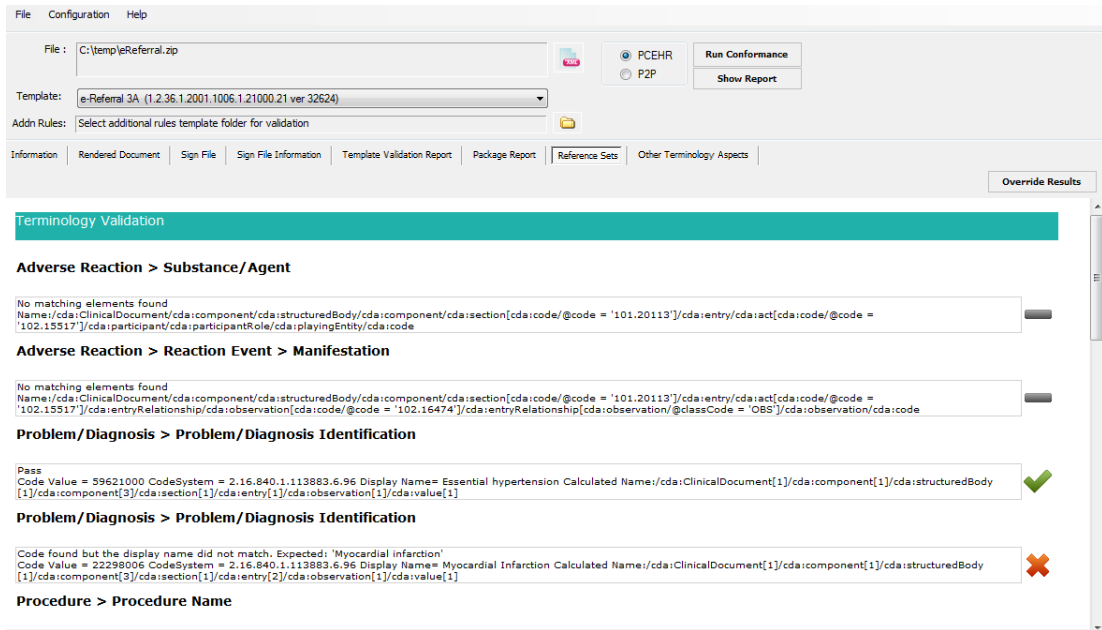 File Configuration Help
File : C:\temp\eReferral.zip
XML
PCEHR
Run Conformance
P2P
Show Report
Template: e-Referral 3A (1.2.36.1.2001.1006.1.21000.21 ver 32624)
Addn Rules: Select additional rules template folder for validation
Information Rendered Document Sign File Sign File Information Template Validation Report Package Report Reference Sets Other Terminology Aspects
Override Results
Terminology Validation
Adverse Reaction > Substance/Agent
No matching elements found
Name:/cda:ClinicalDocument/cda:component/cda:structuredBody/cda:component/cda:section[cda:code/@code = '101.20113']/cda:entry/cda:act[cda:code/@code =
'102.15517']/cda:participant/cda:participantRole/cda:playingEntity/cda:code
Adverse Reaction > Reaction Event > Manifestation
No matching elements found
Name:/cda:ClinicalDocument/cda:component/cda:structuredBody/cda:component/cda:section[cda:code/@code = '101.20113']/cda:entry/cda:act[cda:code/@code =
'102.15517']/cda:entryRelationship/cda:observation[cda:code/@code = '102.16474']/cda:entryRelationship[cda:observation/@classCode = 'OBS']/cda:observation/cda:code
Problem/Diagnosis > Problem/Diagnosis Identification
Pass
Code Value = 59621000 CodeSystem = 2.16.840.1.113883.6.96 Display Name= Essential hypertension Calculated Name:/cda:ClinicalDocument[1]/cda:component[1]/cda:structuredBody
[1]/cda:component[3]/cda:section[1]/cda:entry[1]/cda:observation[1]/cda:value[1]
Problem/Diagnosis > Problem/Diagnosis Identification
Code found but the display name did not match. Expected: 'Myocardial infarction'
Code Value = 22298006 CodeSystem = 2.16.840.1.113883.6.96 Display Name= Myocardial Infarction Calculated Name:/cda:ClinicalDocument[1]/cda:component[1]/cda:structuredBody
[1]/cda:component[3]/cda:section[1]/cda:entry[2]/cda:observation[1]/cda:value[1]
Procedure > Procedure Name